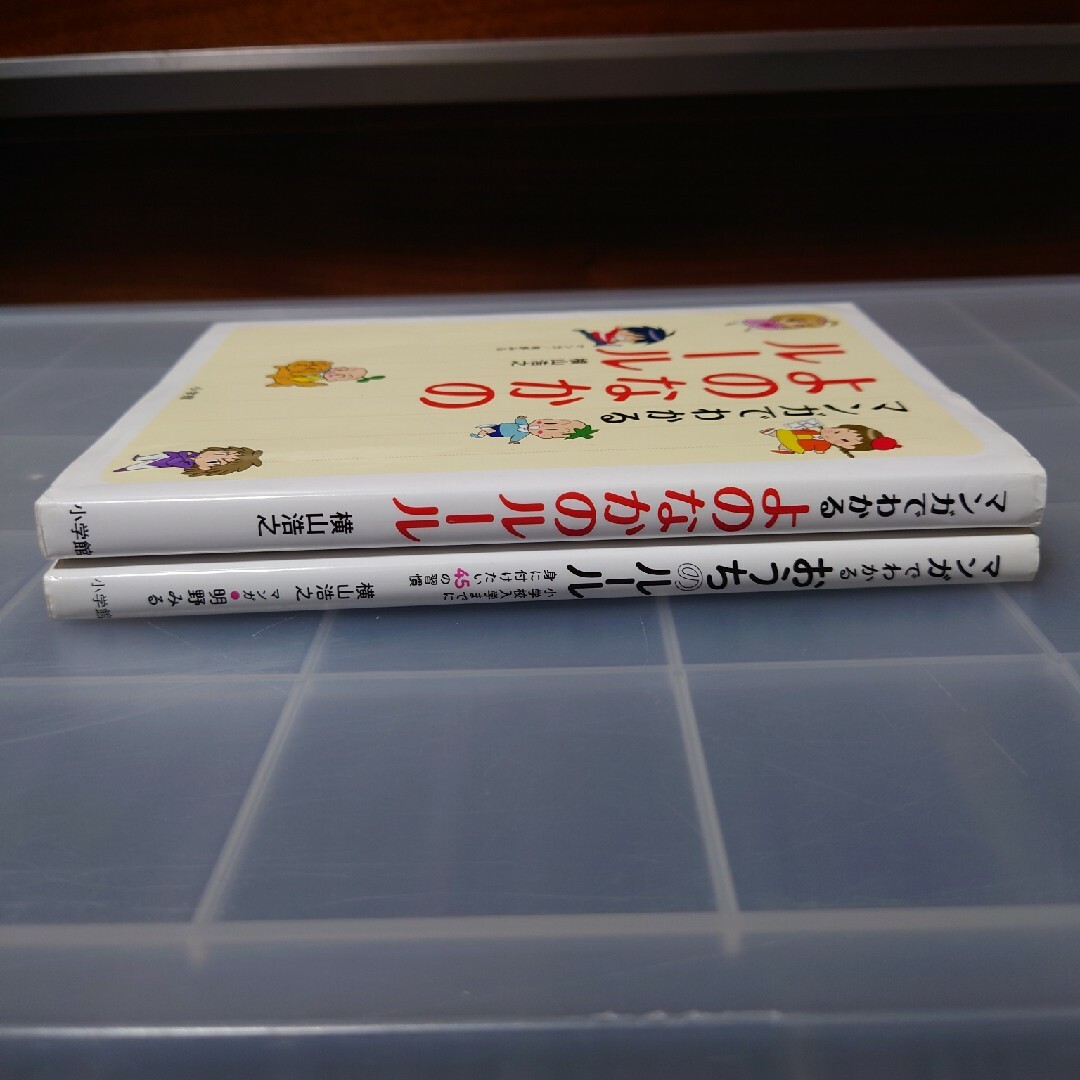 マンガでわかる
よのなかの
ルール
横山浩之
小学館
マンガでわかる よのなかのルール 横山浩之 小学館
マンガでわかる おうちのルール 小学校入学までに身に付けたい45の習慣 横山浩之 マンガ●明野みる 小学館